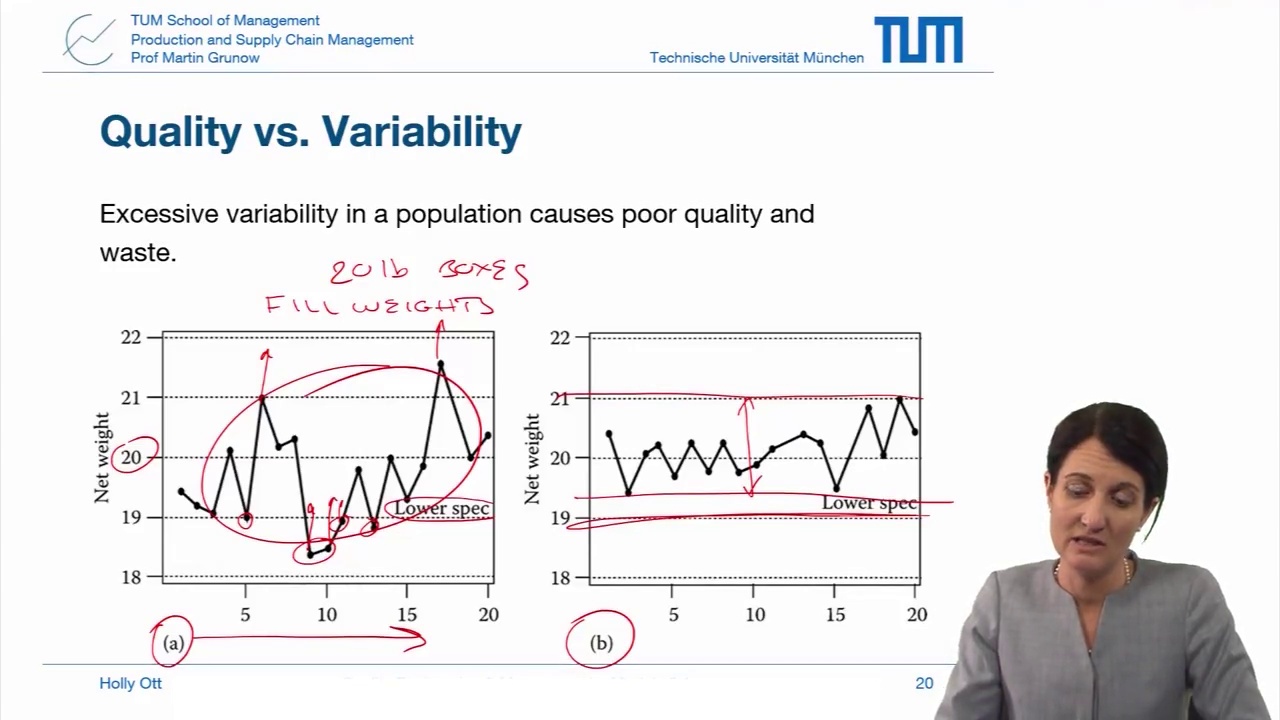 TUM School of Management
Production and Supply Chain Management
Prof Martin Grunow
Technische Universität München
TUM
Quality vs. Variability
Excessive variability in a population causes poor quality and
waste.
20 lb BOXES
FILL WEIGHTS
22
21
20
19
18
Net weight
Lower spec
5 10 15 20
(a)
22
21
20
19
18
Net weight
Lower spec
5 10 15 20
(b)
Holly Ott
20